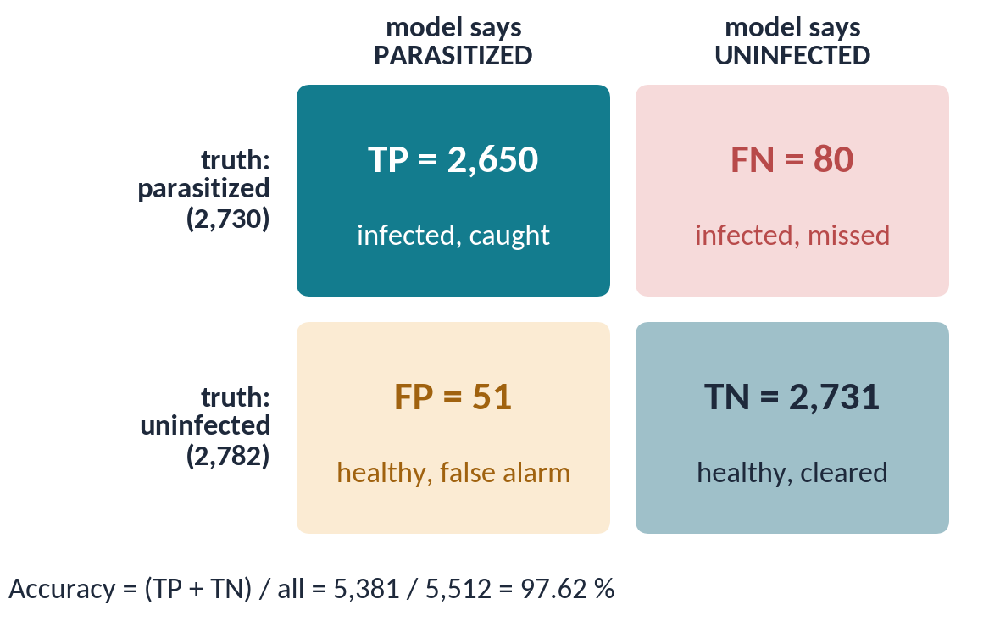 model says
PARASITIZED
model says
UNINFECTED
truth:
parasitized
(2,730)
TP = 2,650
infected, caught
FN = 80
infected, missed
truth:
uninfected
(2,782)
FP = 51
healthy, false alarm
TN = 2,731
healthy, cleared
Accuracy = (TP + TN) / all = 5,381 / 5,512 = 97.62 %